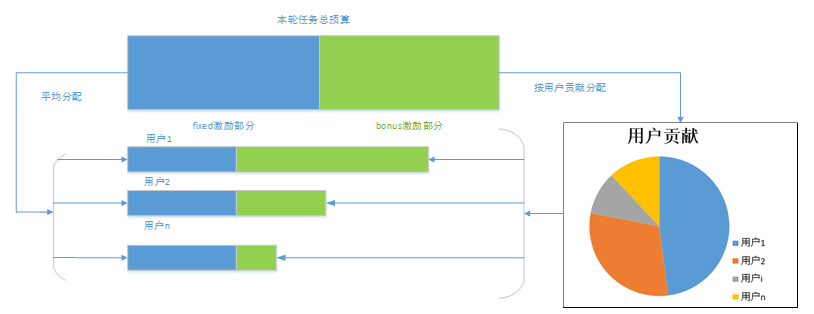 本轮任务总预算
平均分配
按用户贡献分配
fixed激励部分
bonus激励部分
用户1
用户2
用户n
用户贡献
用户1
用户2
用户i
用户n